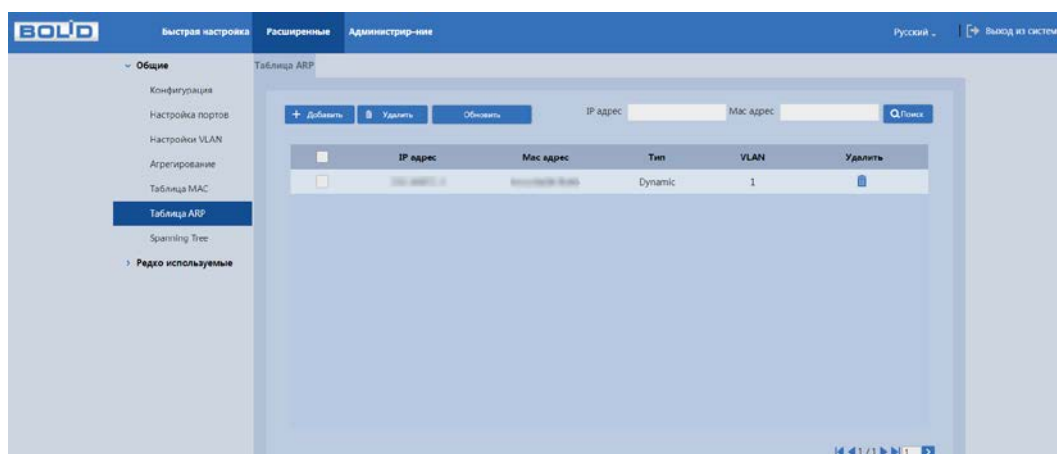 BOLID
Быстрая настройка Расширенные Администрир-ние Русский Выход из систем
Общие Таблица ARP
Конфигурация
Настройка портов
Настройки VLAN
Агрегирование
Таблица MAC
Таблица ARP
Spanning Tree
Редко используемые
+ Добавить Удалить Обновить IP адрес Mac адрес Поиск
IP адрес Mac адрес Тип VLAN Удалить
Dynamic 1
1/1 1